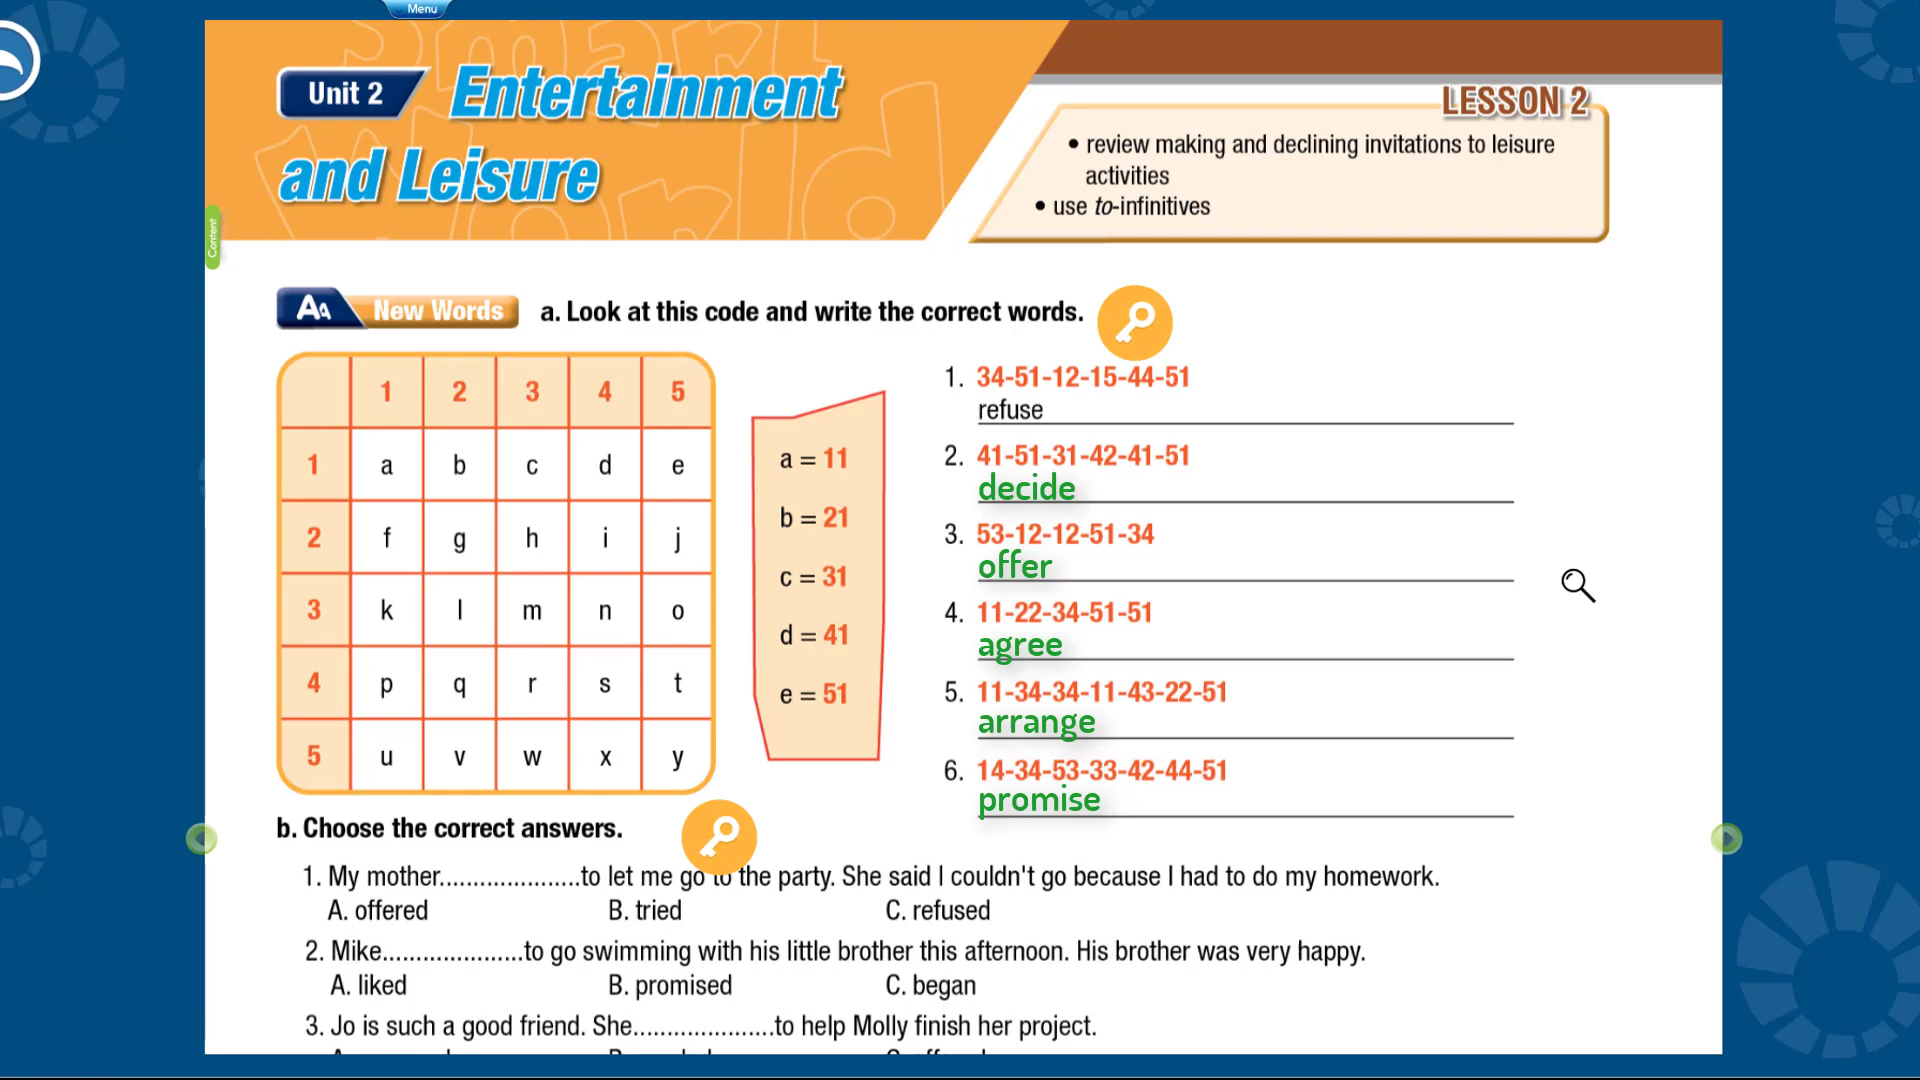 Menu
Unit 2
Entertainment
and Leisure
LESSON 2
• review making and declining invitations to leisure
activities
• use to-infinitives
Content
AA New Words
a. Look at this code and write the correct words.
1 2 3 4 5
1 a b c d e
2 f g h i j
3 k l m n o
4 p q r s t
5 u v w x y
a = 11
b = 21
c = 31
d = 41
e = 51
1. 34-51-12-15-44-51
refuse
2. 41-51-31-42-41-51
decide
3. 53-12-12-51-34
offer
4. 11-22-34-51-51
agree
5. 11-34-34-11-43-22-51
arrange
6. 14-34-53-33-42-44-51
promise
b. Choose the correct answers.
1. My mother.....................to let me go to the party. She said I couldn't go because I had to do my homework.
A. offered B. tried C. refused
2. Mike.....................to go swimming with his little brother this afternoon. His brother was very happy.
A. liked B. promised C. began
3. Jo is such a good friend. She.....................to help Molly finish her project.